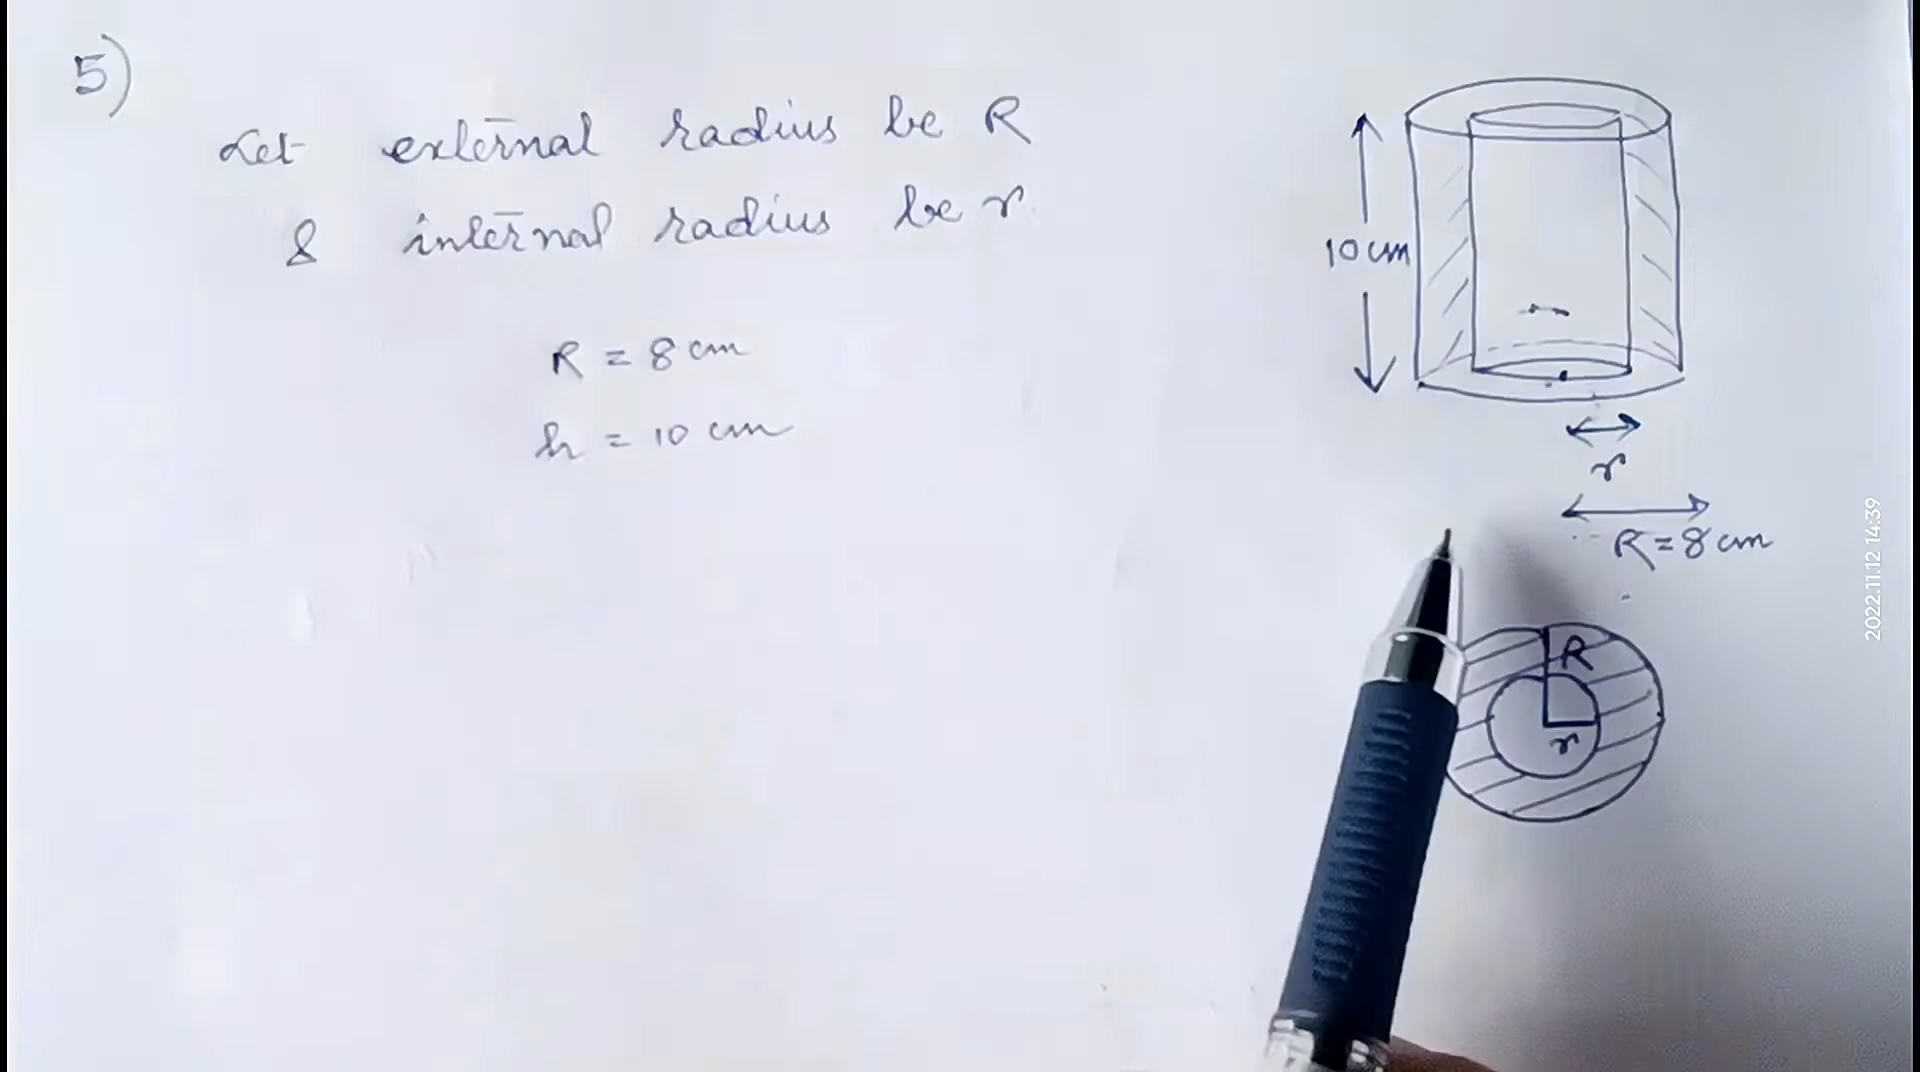 5)
Let external radius be R
& internal radius be r
R = 8 cm
h = 10 cm
10 cm
r
R = 8 cm
R
r
2022.11.12 14:39